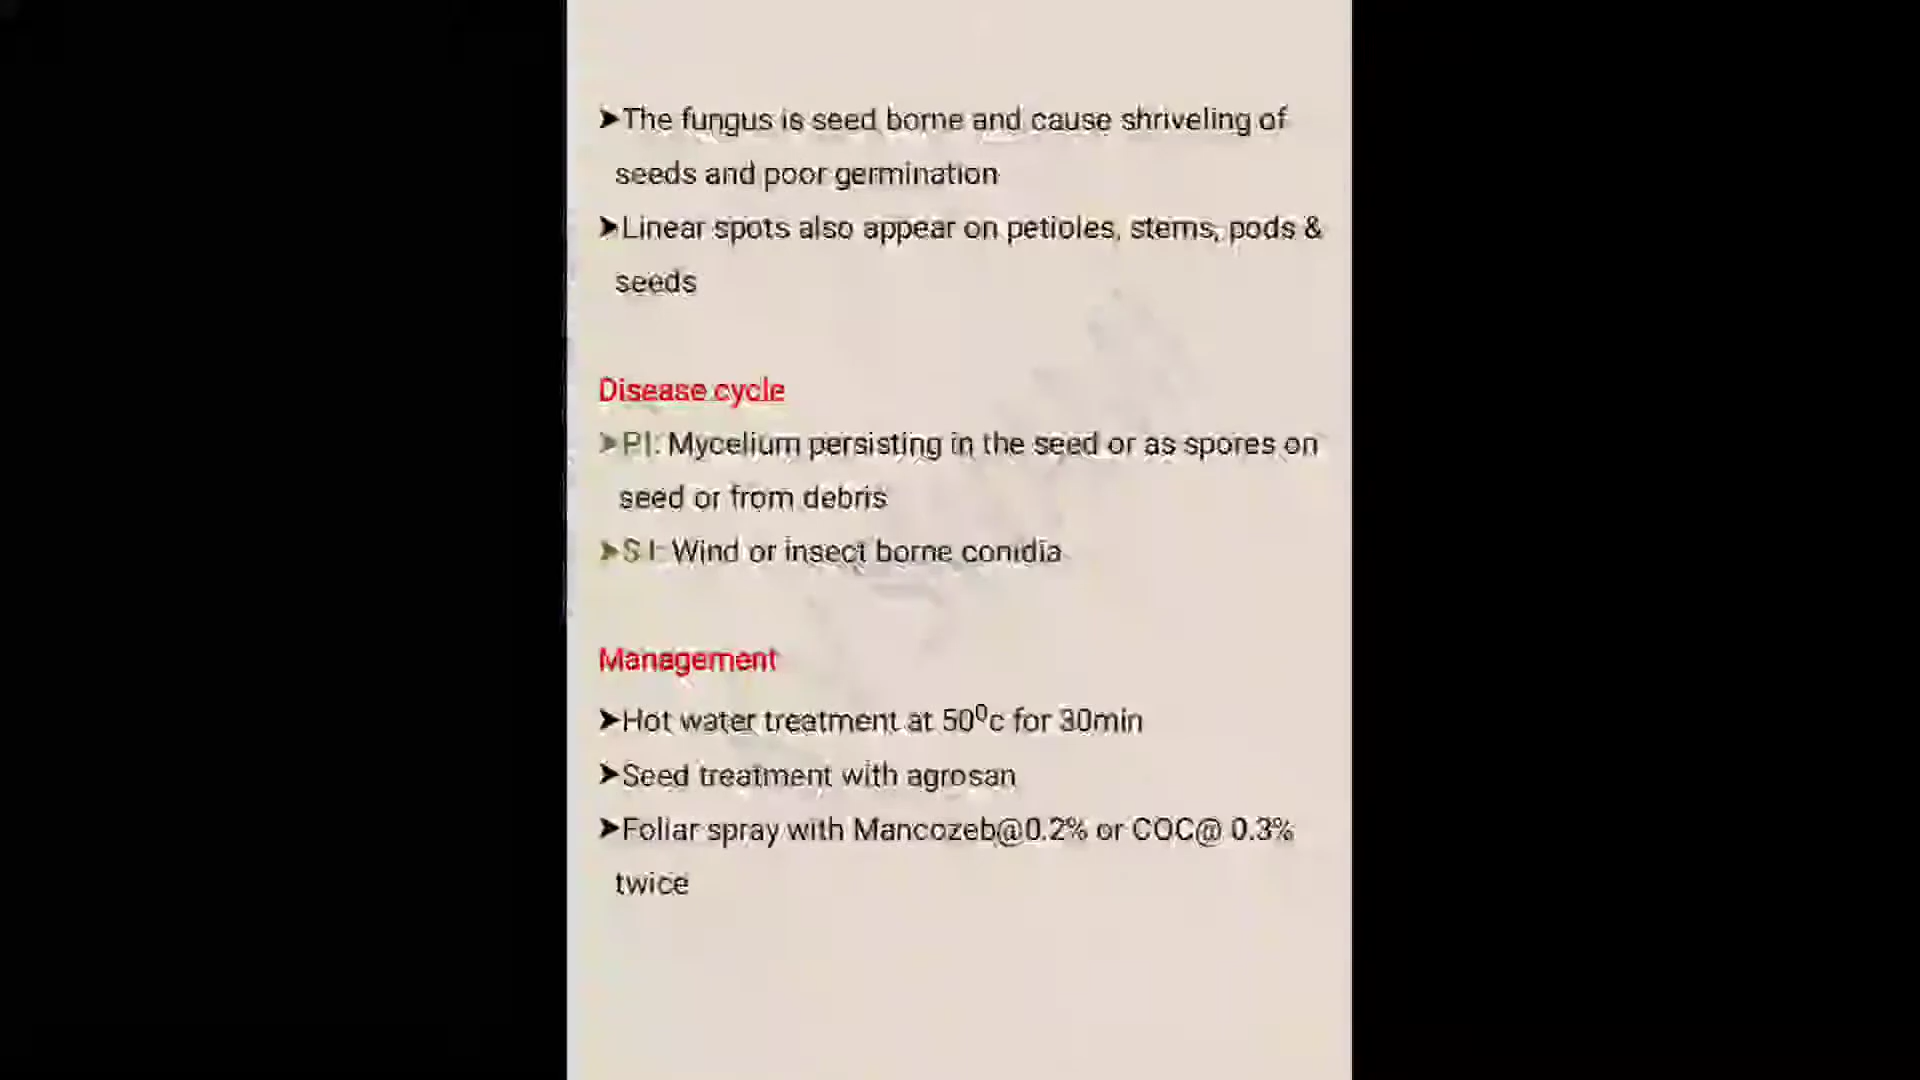 ➤The fungus is seed borne and cause shriveling of
seeds and poor germination
➤Linear spots also appear on petioles, stems, pods &
seeds
Disease cycle
➤P.I: Mycelium persisting in the seed or as spores on
seed or from debris
➤S I: Wind or insect borne conidia
Management
➤Hot water treatment at 50⁰c for 30min
➤Seed treatment with agrosan
➤Foliar spray with Mancozeb@0.2% or COC@ 0.3%
twice